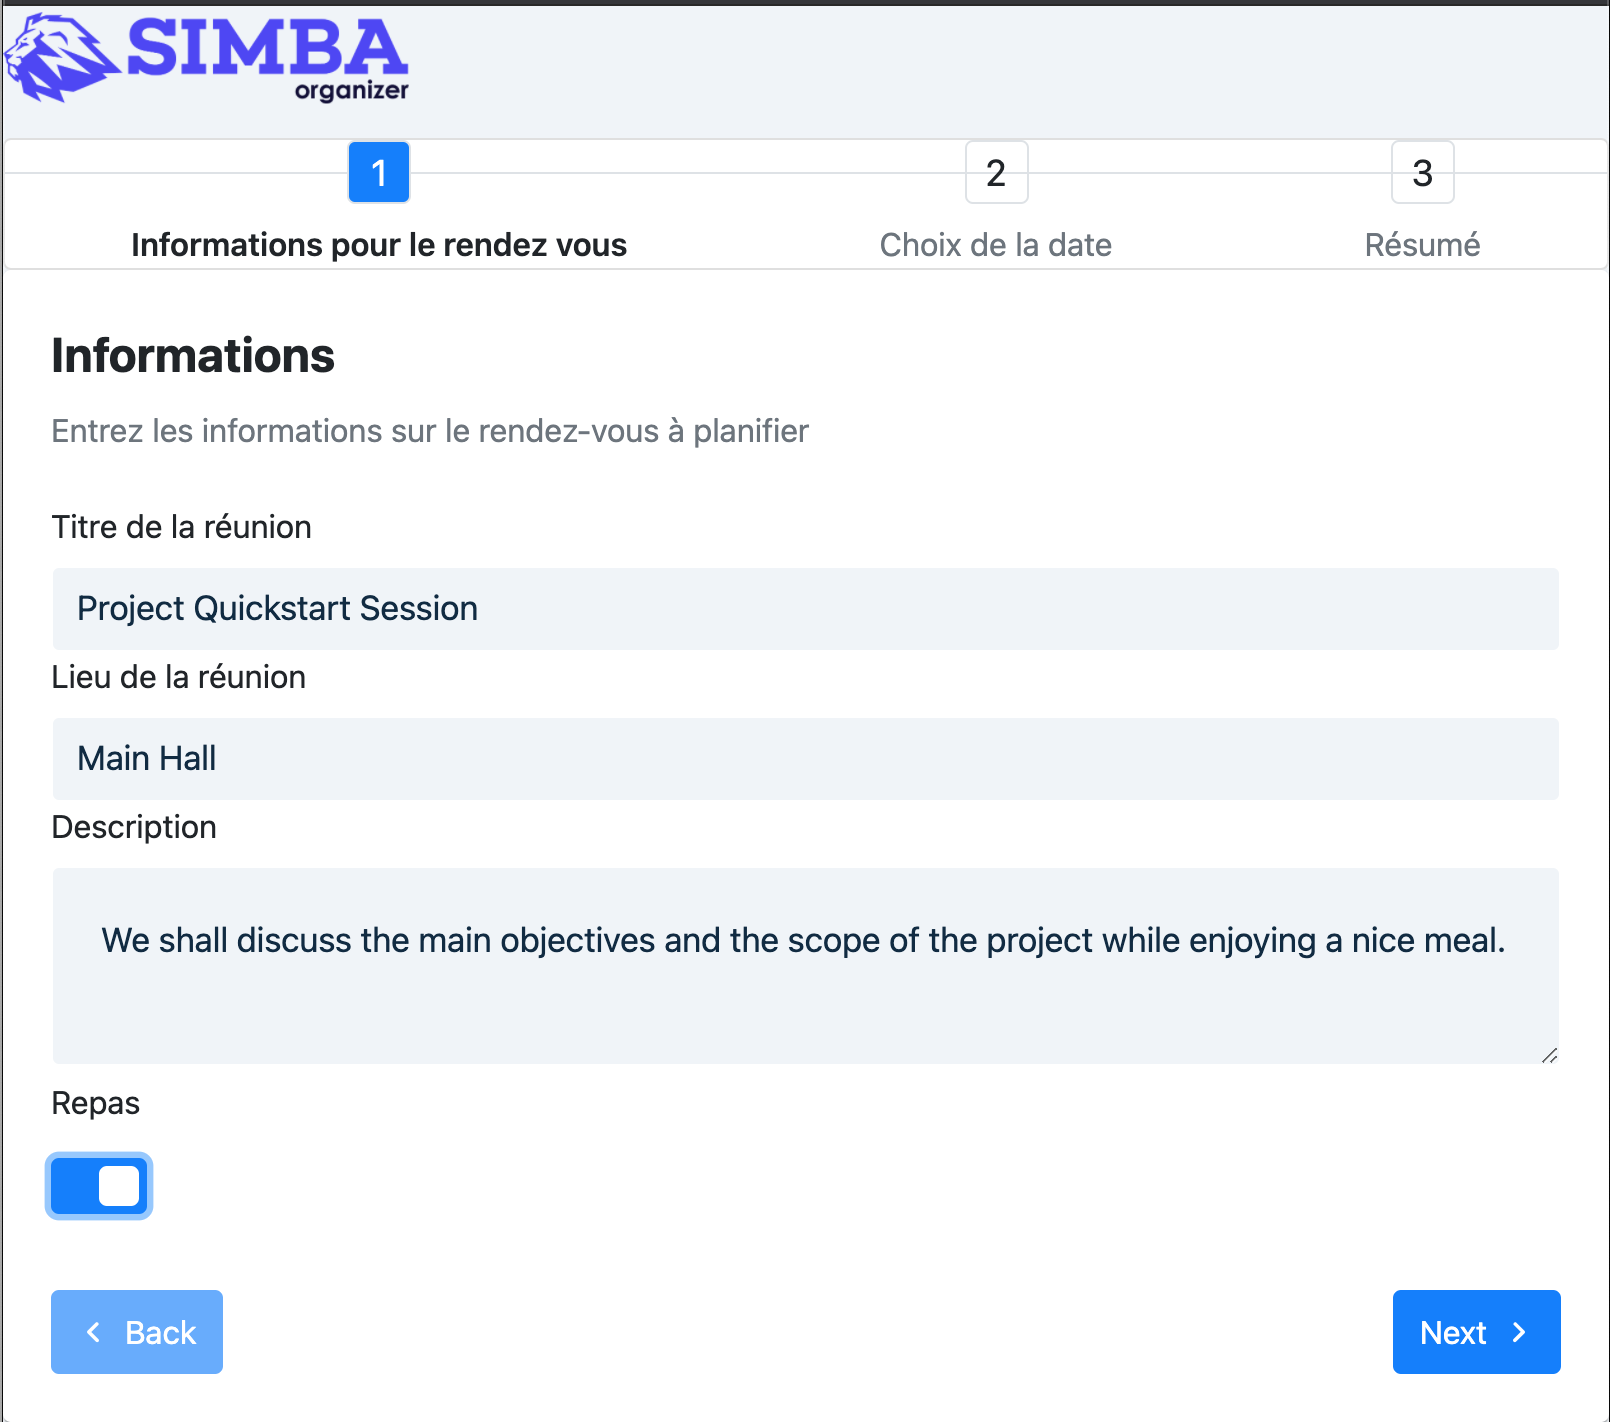 SIMBA
organizer
1
2
3
Informations pour le rendez vous
Choix de la date
Résumé
Informations
Entrez les informations sur le rendez-vous à planifier
Titre de la réunion
Project Quickstart Session
Lieu de la réunion
Main Hall
Description
We shall discuss the main objectives and the scope of the project while enjoying a nice meal.
Repas
Back
Next